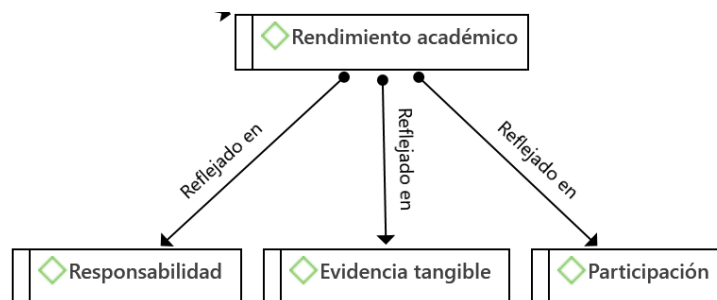 Rendimiento académico
Reflejado en
Reflejado en
Reflejado en
Responsabilidad
Evidencia tangible
Participación